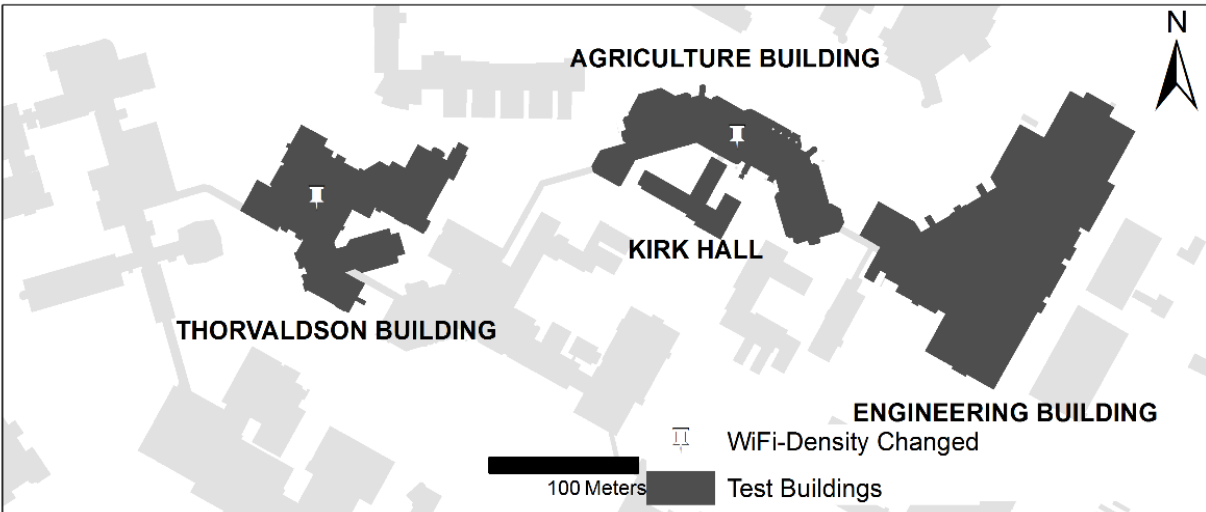 N
AGRICULTURE BUILDING
KIRK HALL
THORVALDSON BUILDING
ENGINEERING BUILDING
WiFi-Density Changed
100 Meters
Test Buildings